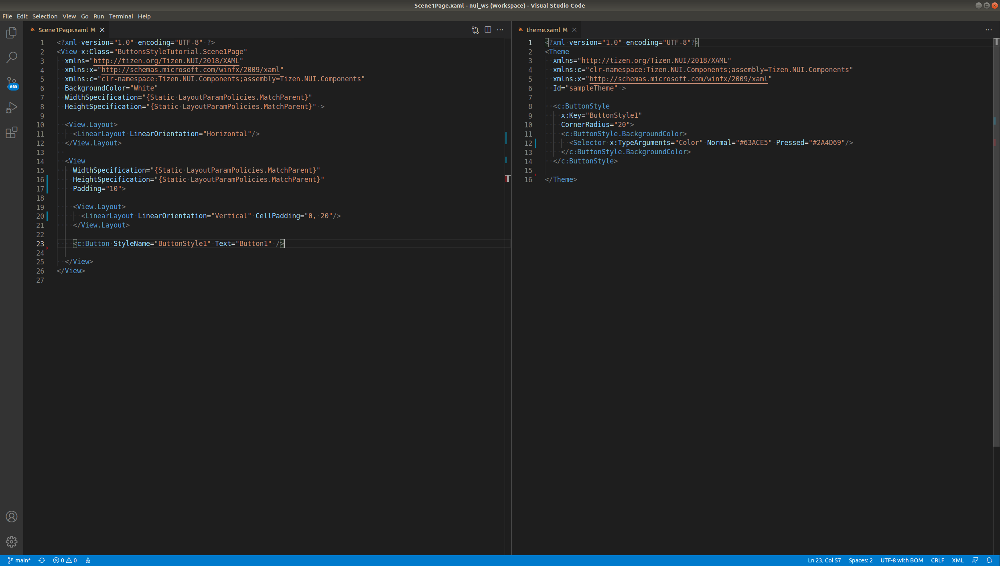 Scene1Page.xaml - nui_ws (Workspace) - Visual Studio Code
File Edit Selection View Go Run Terminal Help
Scene1Page.xaml M
1 <?xml version="1.0" encoding="UTF-8" ?>
2 <View x:Class="ButtonsStyleTutorial.Scene1Page"
3   xmlns="http://tizen.org/Tizen.NUI/2018/XAML"
4   xmlns:x="http://schemas.microsoft.com/winfx/2009/xaml"
5   xmlns:c="clr-namespace:Tizen.NUI.Components;assembly=Tizen.NUI.Components"
6   BackgroundColor="White"
7   WidthSpecification="{Static LayoutParamPolicies.MatchParent}"
8   HeightSpecification="{Static LayoutParamPolicies.MatchParent}" >
9
10   <View.Layout>
11     <LinearLayout LinearOrientation="Horizontal"/>
12   </View.Layout>
13
14   <View
15     WidthSpecification="{Static LayoutParamPolicies.MatchParent}"
16     HeightSpecification="{Static LayoutParamPolicies.MatchParent}"
17     Padding="10">
18
19     <View.Layout>
20       <LinearLayout LinearOrientation="Vertical" CellPadding="0, 20"/>
21     </View.Layout>
22
23     <c:Button StyleName="ButtonStyle1" Text="Button1" />
24
25   </View>
26 </View>
27
theme.xaml M
1 <?xml version="1.0" encoding="UTF-8"?>
2 <Theme
3   xmlns="http://tizen.org/Tizen.NUI/2018/XAML"
4   xmlns:c="clr-namespace:Tizen.NUI.Components;assembly=Tizen.NUI.Components"
5   xmlns:x="http://schemas.microsoft.com/winfx/2009/xaml"
6   Id="sampleTheme" >
7
8   <c:ButtonStyle
9     x:Key="ButtonStyle1"
10     CornerRadius="20">
11     <c:ButtonStyle.BackgroundColor>
12       <Selector x:TypeArguments="Color" Normal="#63ACE5" Pressed="#2A4D69"/>
13     </c:ButtonStyle.BackgroundColor>
14   </c:ButtonStyle>
15
16 </Theme>
665
main* 0 0
Ln 23, Col 57 Spaces: 2 UTF-8 with BOM CRLF XML